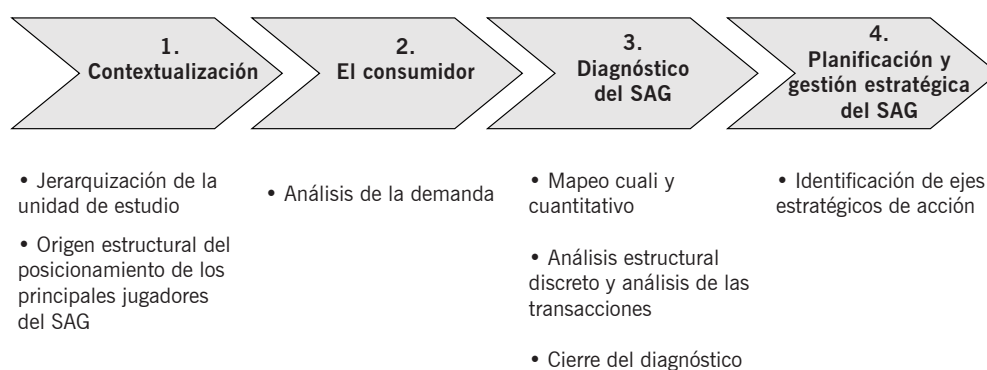 1.
Contextualización
2.
El consumidor
3.
Diagnóstico
del SAG
4.
Planificación y
gestión estratégica
del SAG
• Jerarquización de la
unidad de estudio
• Origen estructural del
posicionamiento de los
principales jugadores
del SAG
• Análisis de la demanda
• Mapeo cuali y
cuantitativo
• Análisis estructural
discreto y análisis de las
transacciones
• Cierre del diagnóstico
• Identificación de ejes
estratégicos de acción